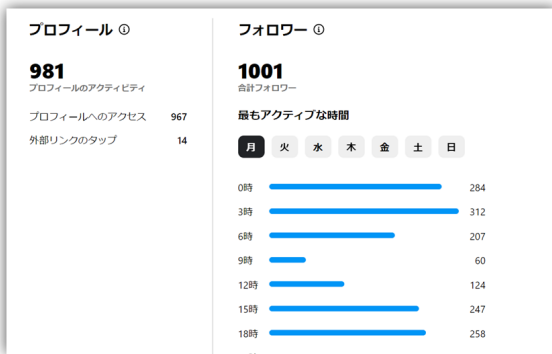 プロフィール
981
プロフィールのアクティビティ
プロフィールへのアクセス 967
外部リンクのタップ 14
フォロワー
1001
合計フォロワー
最もアクティブな時間
月 火 水 木 金 土 日
0時 284
3時 312
6時 207
9時 60
12時 124
15時 247
18時 258